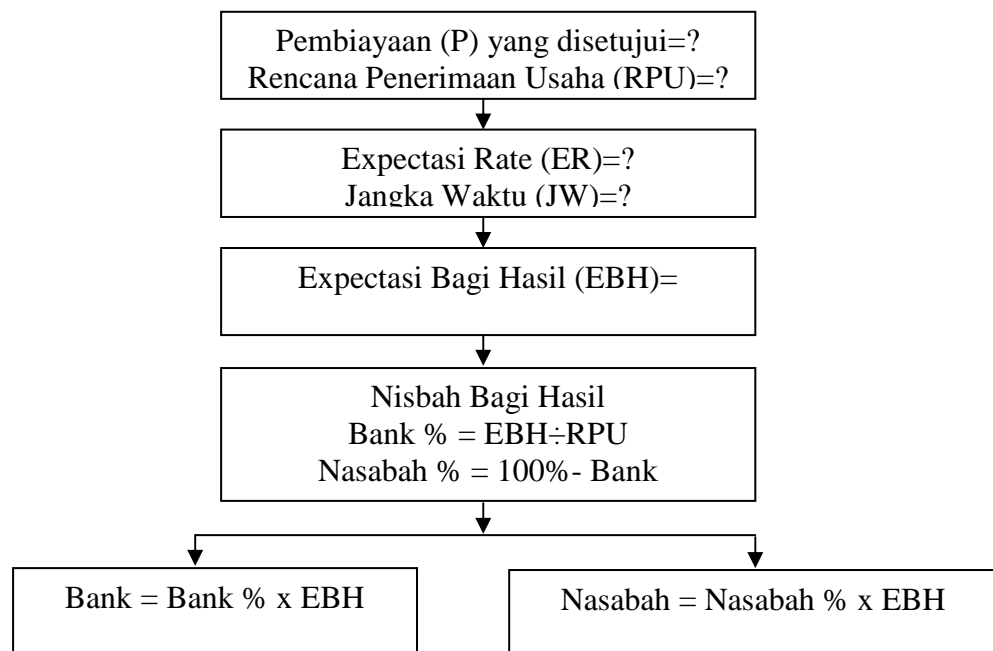 Pembiayaan (P) yang disetujui=?
Rencana Penerimaan Usaha (RPU)=?
Expectasi Rate (ER)=?
Jangka Waktu (JW)=?
Expectasi Bagi Hasil (EBH)=
Nisbah Bagi Hasil
Bank % = EBH÷RPU
Nasabah % = 100%- Bank
Bank = Bank % x EBH
Nasabah = Nasabah % x EBH